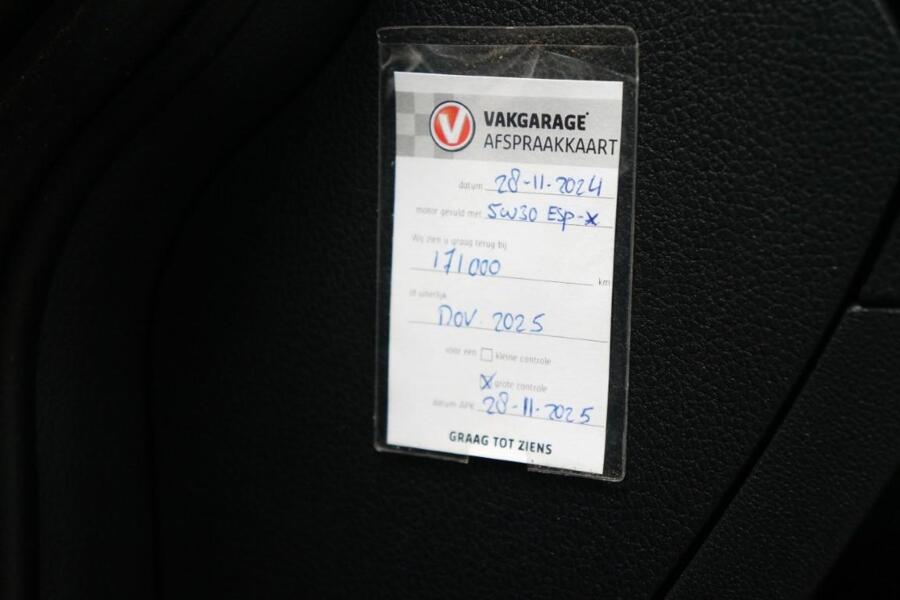 V VAKGARAGE
AFSPRAAKKAART
datum 28-11-2024
motor gevuld met 5W30 ESP-X
Wij zien u graag terug bij
171000 km
of uiterlijk
Nov. 2025
voor een kleine controle
grote controle
datum APK 28-11-2025
GRAAG TOT ZIENS